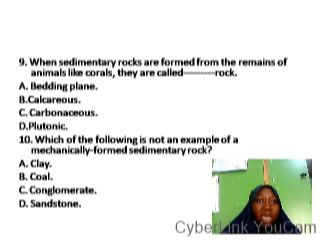 9. When sedimentary rocks are formed from the remains of
animals like corals, they are called----------rock.
A. Bedding plane.
B.Calcareous.
C. Carbonaceous.
D.Plutonic.
10. Which of the following is not an example of a
mechanically-formed sedimentary rock?
A. Clay.
B. Coal.
C. Conglomerate.
D. Sandstone.
CyberLink YouCam